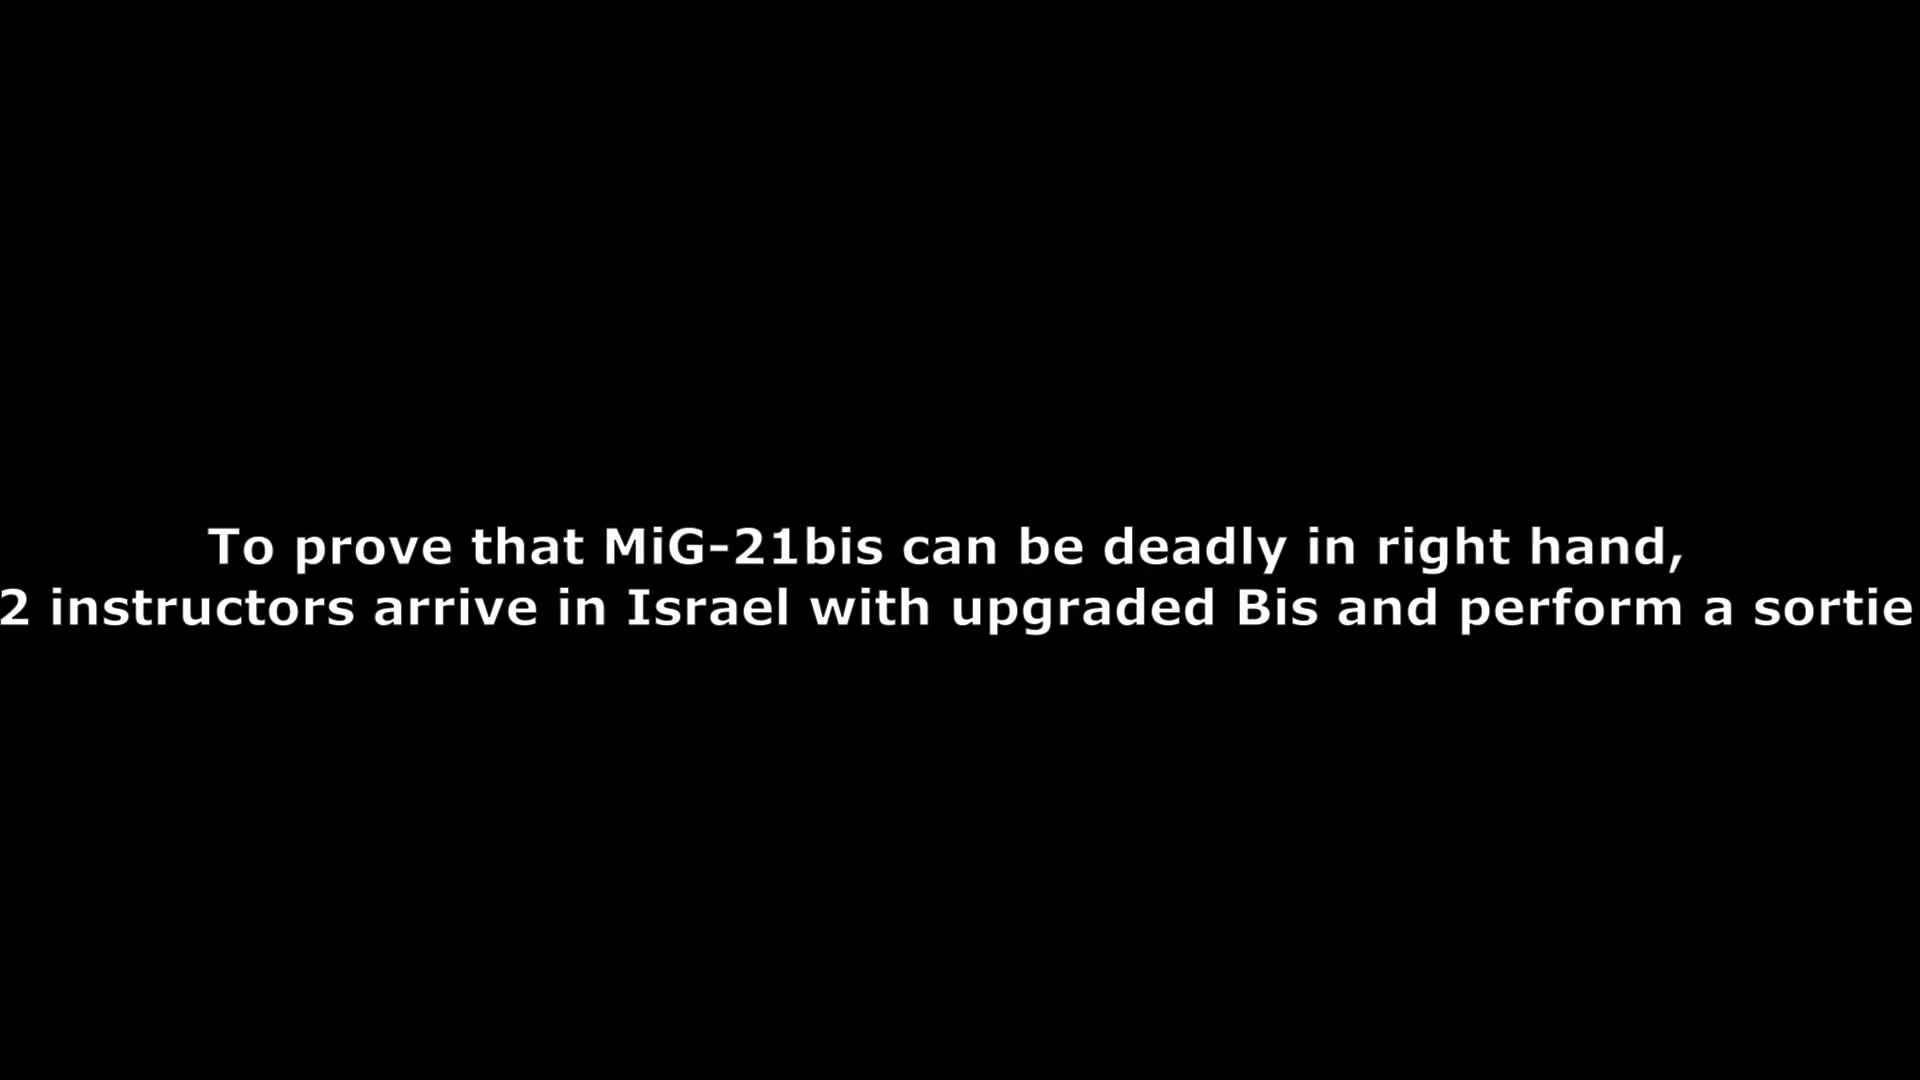 To prove that MiG-21bis can be deadly in right hand,
2 instructors arrive in Israel with upgraded Bis and perform a sortie